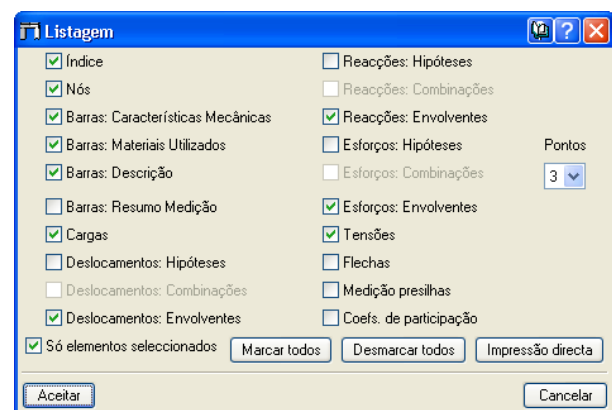 Listagem
Índice
Nós
Barras: Características Mecânicas
Barras: Materiais Utilizados
Barras: Descrição
Barras: Resumo Medição
Cargas
Deslocamentos: Hipóteses
Deslocamentos: Combinações
Deslocamentos: Envolventes
Reacções: Hipóteses
Reacções: Combinações
Reacções: Envolventes
Esforços: Hipóteses
Esforços: Combinações
Esforços: Envolventes
Tensões
Flechas
Medição presilhas
Coefs. de participação
Pontos
3
Só elementos seleccionados Marcar todos Desmarcar todos Impressão directa
Aceitar Cancelar